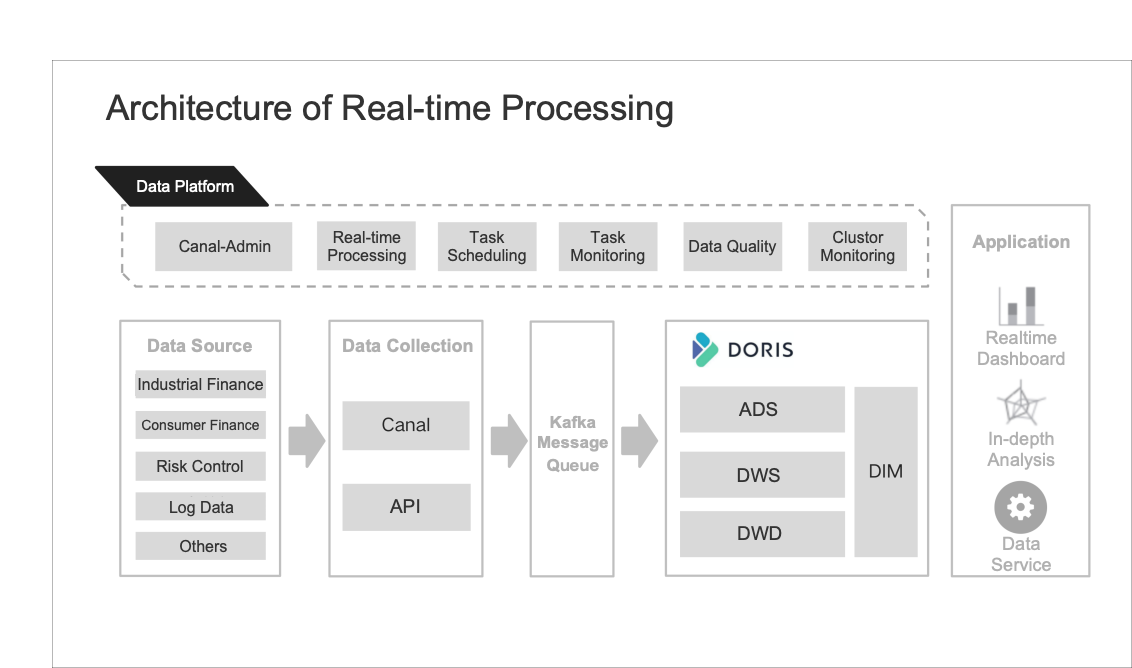 Architecture of Real-time Processing
Data Platform
Canal-Admin
Real-time
Processing
Task
Scheduling
Task
Monitoring
Data Quality
Clustor
Monitoring
Data Source
Industrial Finance
Consumer Finance
Risk Control
Log Data
Others
Data Collection
Canal
API
Kafka
Message
Queue
DORIS
ADS
DWS
DWD
DIM
Application
Realtime
Dashboard
In-depth
Analysis
Data
Service